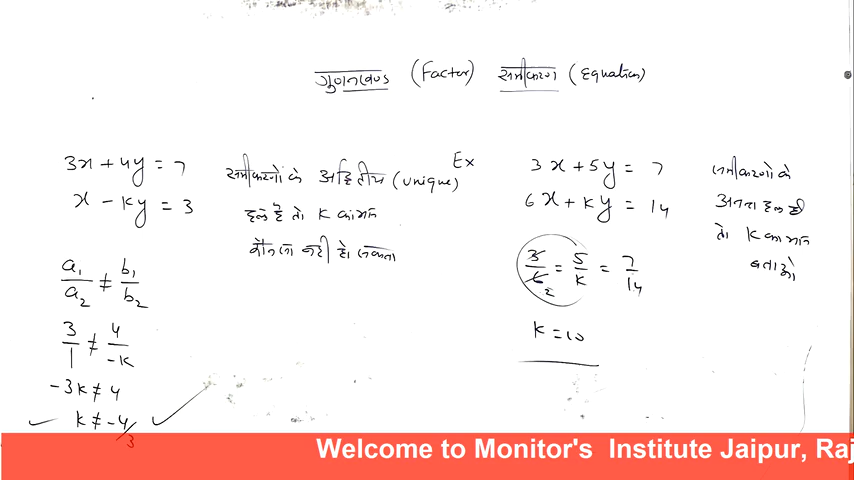 गुणनखण्ड (Factor) समीकरण (Equation)
3x + 4y = 7
x - ky = 3
समीकरणो के अद्वितीय (unique)
हल है तो K का मान
कौनसा नही हो सकता
a₁/a₂ ≠ b₁/b₂
3/1 ≠ 4/-k
-3k ≠ 4
k ≠ -4/3
Ex
3x + 5y = 7
6x + ky = 14
समीकरणो के
अनन्त हल हो
तो K का मान
बताओ
3/6 2 = 5/k = 7/14
k = 10
Welcome to Monitor's Institute Jaipur, Raj